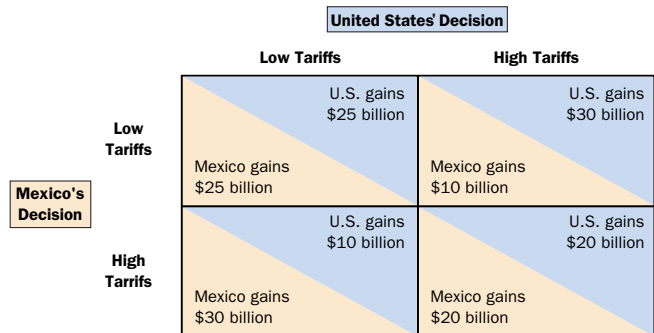 United States' Decision
Low Tariffs
High Tariffs
U.S. gains
$25 billion
U.S. gains
$30 billion
Low
Tariffs
Mexico gains
$25 billion
Mexico gains
$10 billion
Mexico's
Decision
U.S. gains
$10 billion
U.S. gains
$20 billion
High
Tarrifs
Mexico gains
$30 billion
Mexico gains
$20 billion